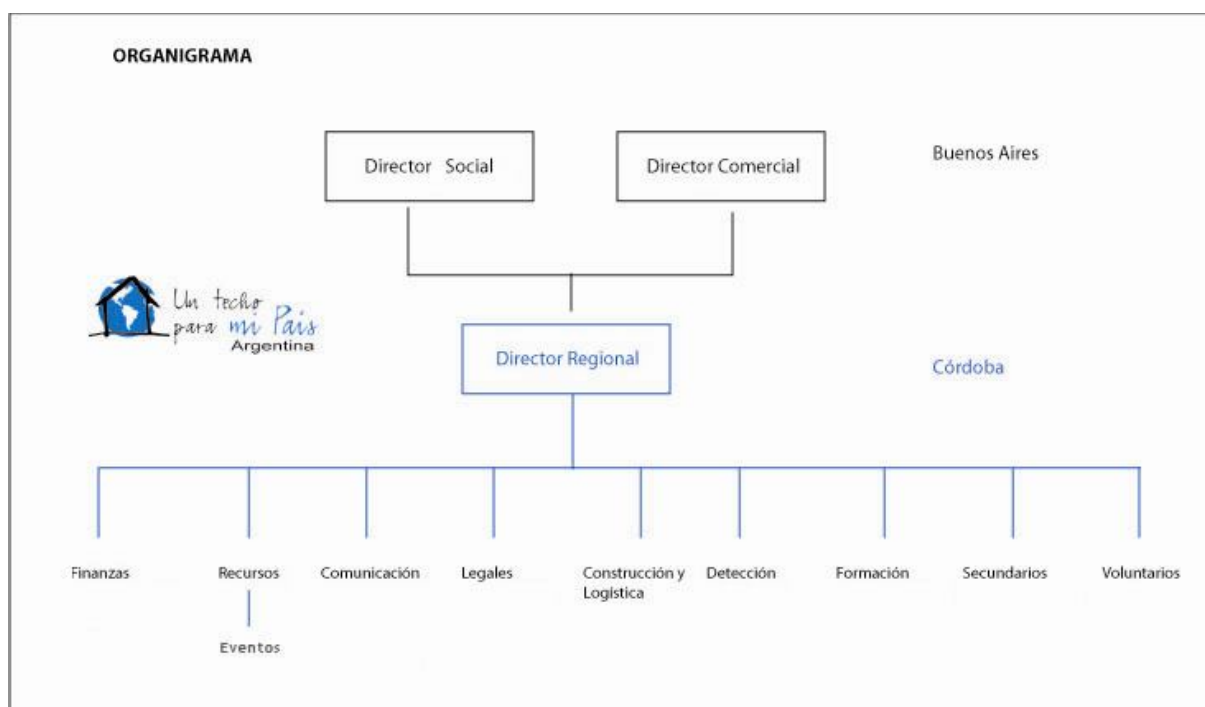 ORGANIGRAMA
Director Social
Director Comercial
Buenos Aires
Un techo
para mi País
Argentina
Director Regional
Córdoba
Finanzas
Recursos
Comunicación
Legales
Construcción y
Logística
Detección
Formación
Secundarios
Voluntarios
Eventos